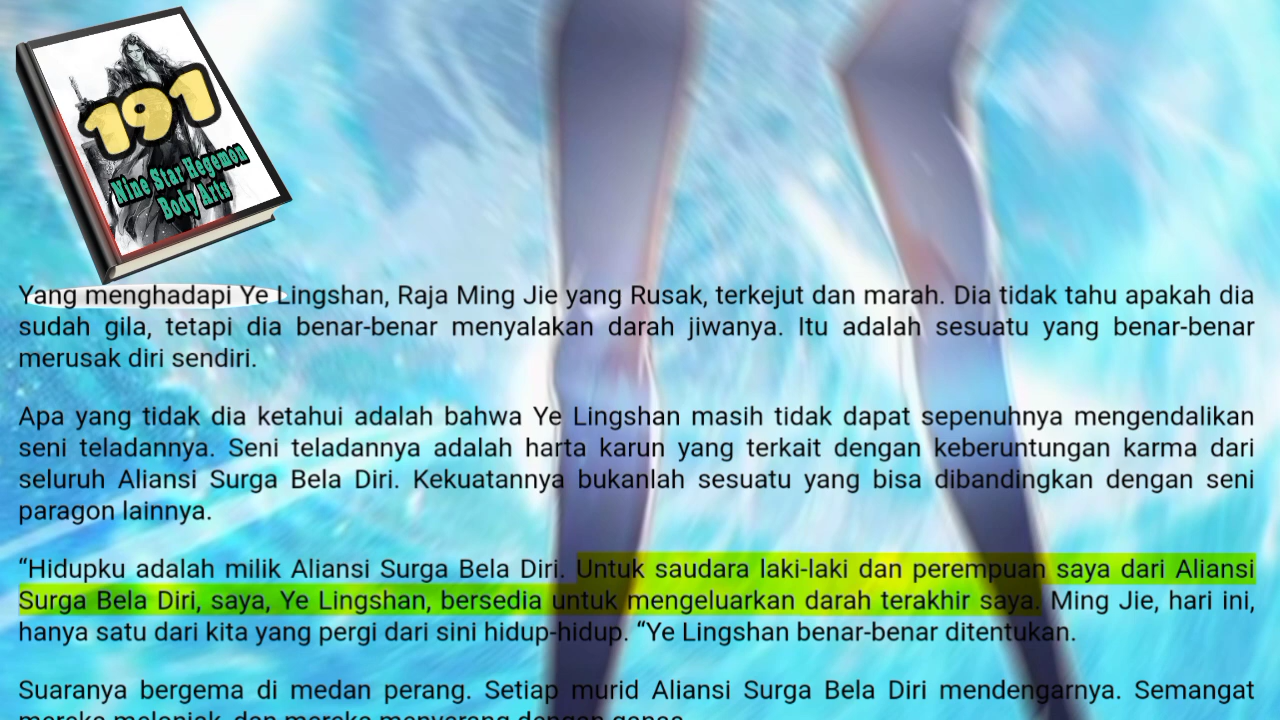 191
Nine Star Hegemon
Body Arts
Yang menghadapi Ye Lingshan, Raja Ming Jie yang Rusak, terkejut dan marah. Dia tidak tahu apakah dia
sudah gila, tetapi dia benar-benar menyalakan darah jiwanya. Itu adalah sesuatu yang benar-benar
merusak diri sendiri.
Apa yang tidak dia ketahui adalah bahwa Ye Lingshan masih tidak dapat sepenuhnya mengendalikan
seni teladannya. Seni teladannya adalah harta karun yang terkait dengan keberuntungan karma dari
seluruh Aliansi Surga Bela Diri. Kekuatannya bukanlah sesuatu yang bisa dibandingkan dengan seni
paragon lainnya.
“Hidupku adalah milik Aliansi Surga Bela Diri. Untuk saudara laki-laki dan perempuan saya dari Aliansi
Surga Bela Diri, saya, Ye Lingshan, bersedia untuk mengeluarkan darah terakhir saya. Ming Jie, hari ini,
hanya satu dari kita yang pergi dari sini hidup-hidup. “Ye Lingshan benar-benar ditentukan.
Suaranya bergema di medan perang. Setiap murid Aliansi Surga Bela Diri mendengarnya. Semangat
mereka melonjak, dan mereka menyerang dengan ganas.